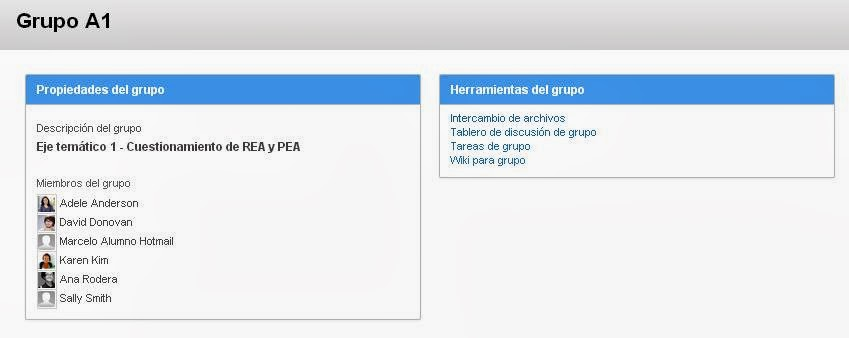 Grupo A1
Propiedades del grupo
Descripción del grupo
Eje temático 1 - Cuestionamiento de REA y PEA
Miembros del grupo
Adele Anderson
David Donovan
Marcelo Alumno Hotmail
Karen Kim
Ana Rodera
Sally Smith
Herramientas del grupo
Intercambio de archivos
Tablero de discusión de grupo
Tareas de grupo
Wiki para grupo